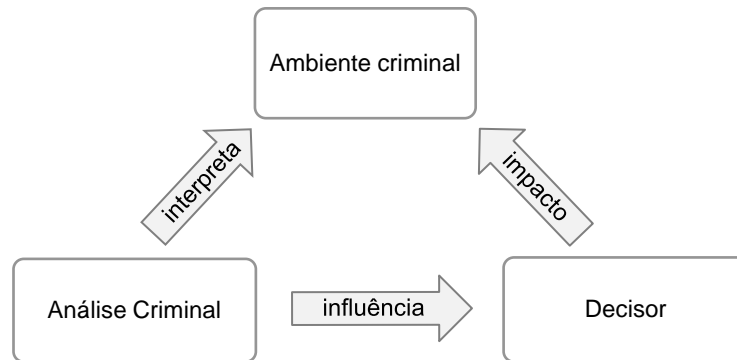 Ambiente criminal
interpreta
impacto
Análise Criminal
influência
Decisor